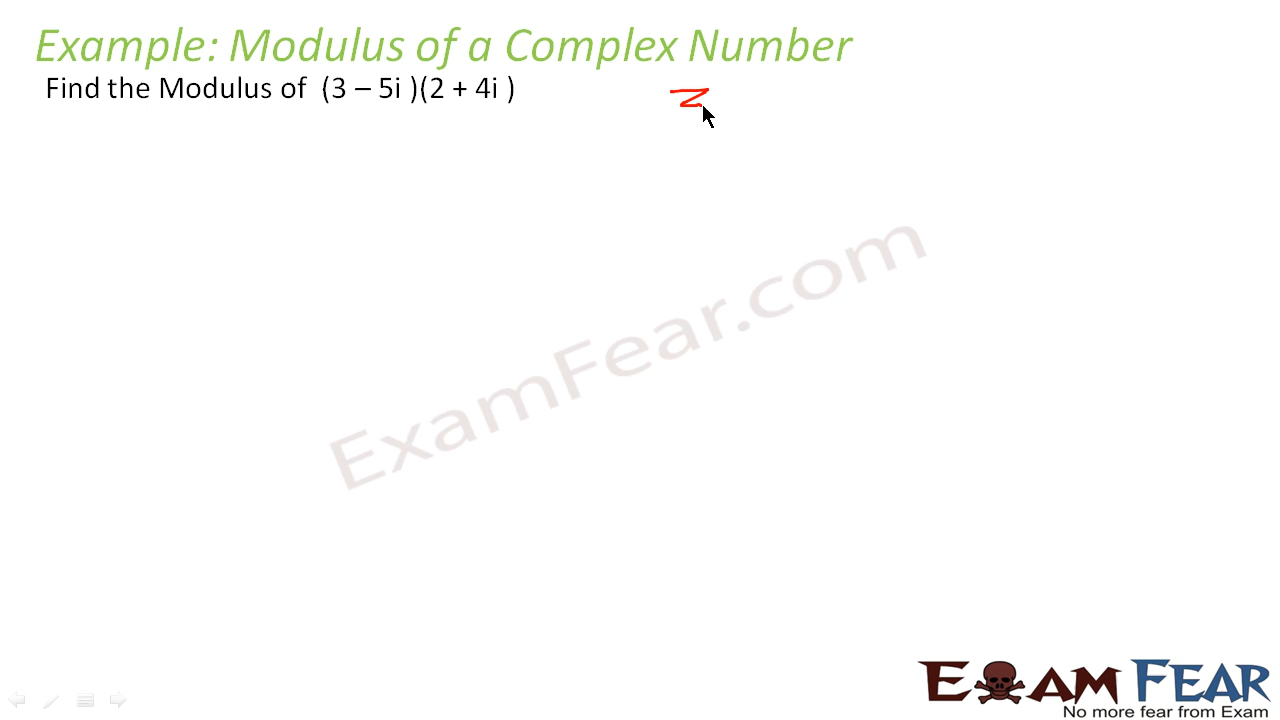 Example: Modulus of a Complex Number
Find the Modulus of (3 – 5i )(2 + 4i )
z
ExamFear.com
EXAM FEAR
No more fear from Exam